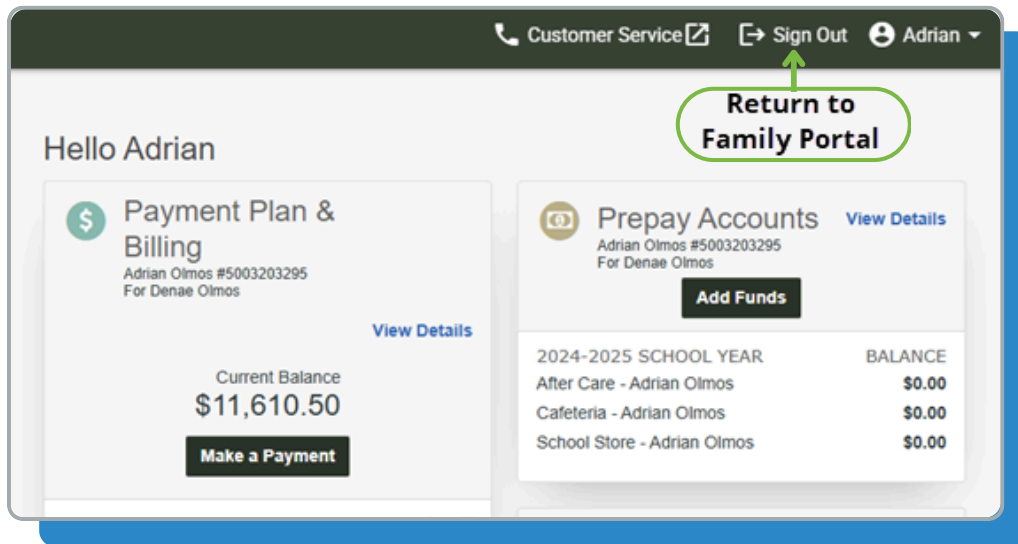 Customer Service
Sign Out
Adrian
Return to
Family Portal
Hello Adrian
Payment Plan &
Billing
Adrian Olmos #5003203295
For Denae Olmos
View Details
Current Balance
$11,610.50
Make a Payment
Prepay Accounts
View Details
Adrian Olmos #5003203295
For Denae Olmos
Add Funds
2024-2025 SCHOOL YEAR BALANCE
After Care - Adrian Olmos $0.00
Cafeteria - Adrian Olmos $0.00
School Store - Adrian Olmos $0.00